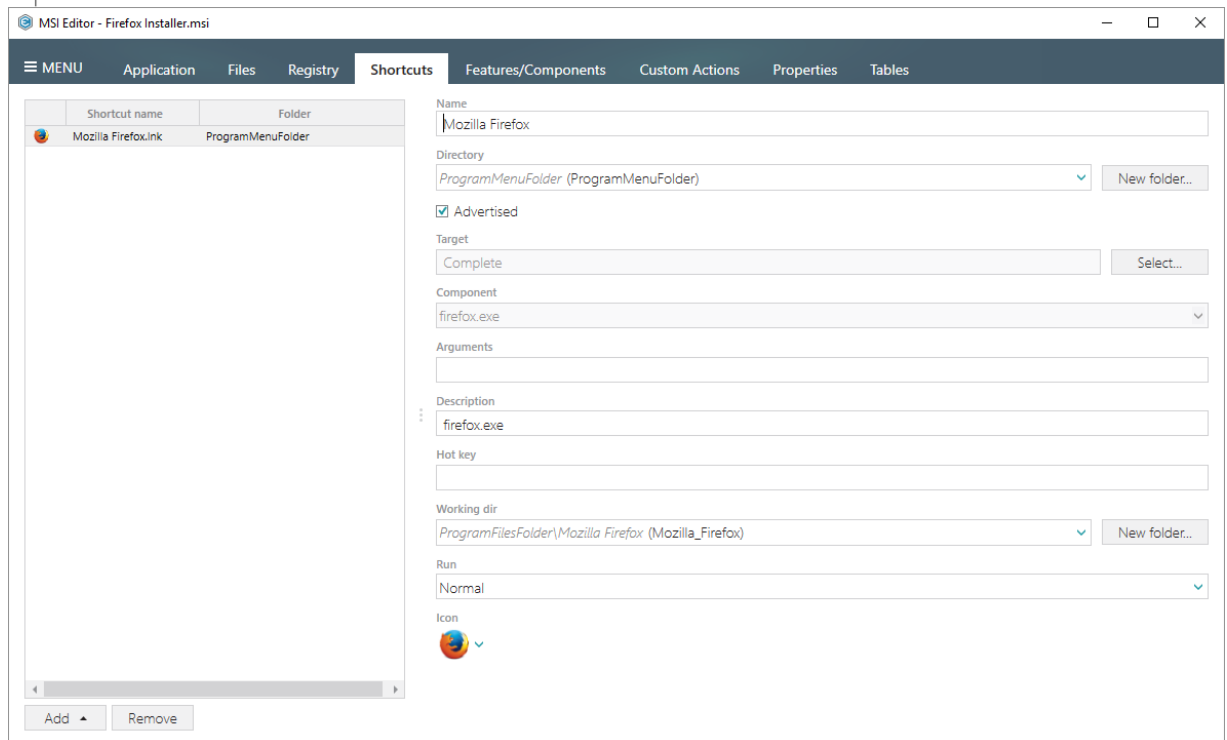 MSI Editor - Firefox Installer.msi
MENU Application Files Registry Shortcuts Features/Components Custom Actions Properties Tables
Shortcut name Folder
Mozilla Firefox.lnk ProgramMenuFolder
Add Remove
Name
Mozilla Firefox
Directory
ProgramMenuFolder (ProgramMenuFolder) New folder...
Advertised
Target
Complete Select...
Component
firefox.exe
Arguments
Description
firefox.exe
Hot key
Working dir
ProgramFilesFolder\Mozilla Firefox (Mozilla_Firefox) New folder...
Run
Normal
Icon